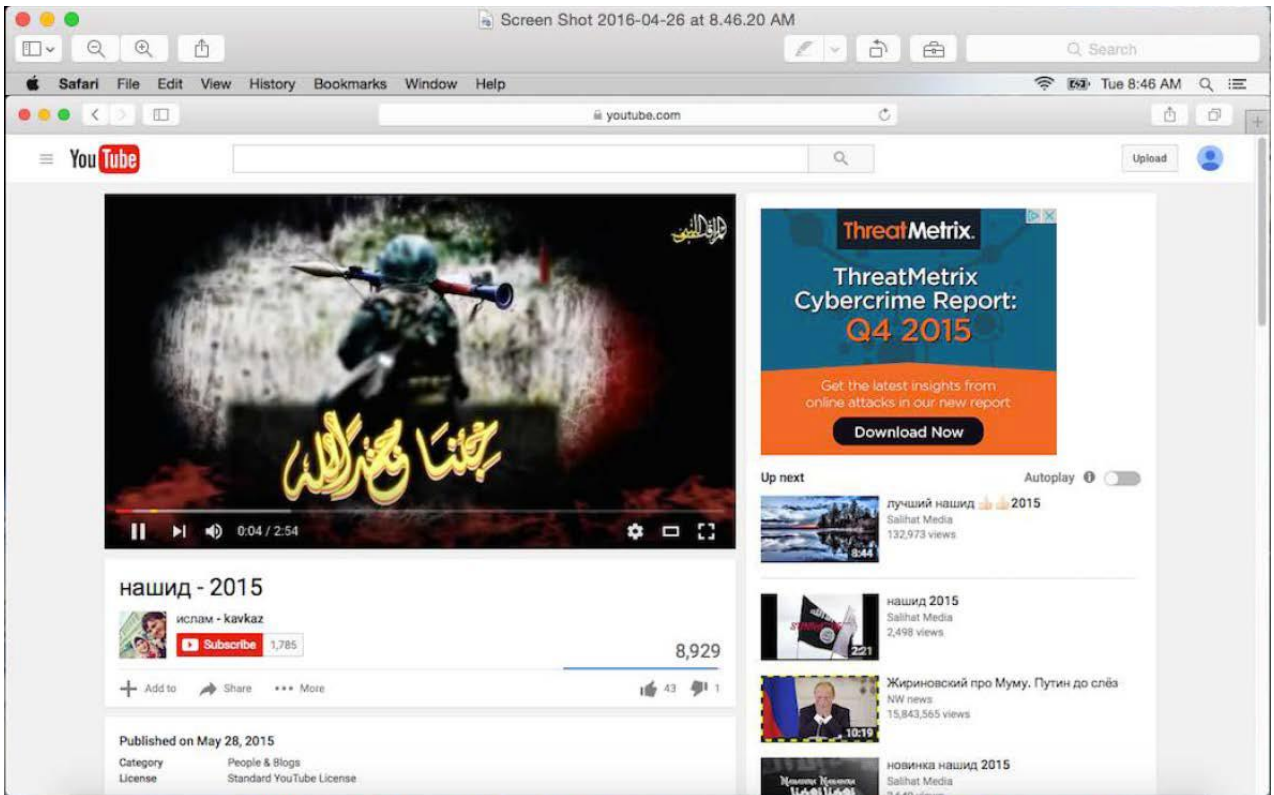 Screen Shot 2016-04-26 at 8.46.20 AM
Search
Safari File Edit View History Bookmarks Window Help
Tue 8:46 AM
youtube.com
YouTube
Upload
0:04 / 2:54
нашид - 2015
ислам - kavkaz
Subscribe 1,785
8,929
Add to Share More
43 1
Published on May 28, 2015
Category People & Blogs
License Standard YouTube License
ThreatMetrix.
ThreatMetrix
Cybercrime Report:
Q4 2015
Get the latest insights from
online attacks in our new report
Download Now
Up next Autoplay
лучший нашид 👍🏻👍🏻2015
Salihat Media
132,973 views
8:44
нашид 2015
Salihat Media
2,498 views
2:21
Жириновский про Муму. Путин до слёз
NW news
15,843,565 views
10:19
новинка нашид 2015
Salihat Media